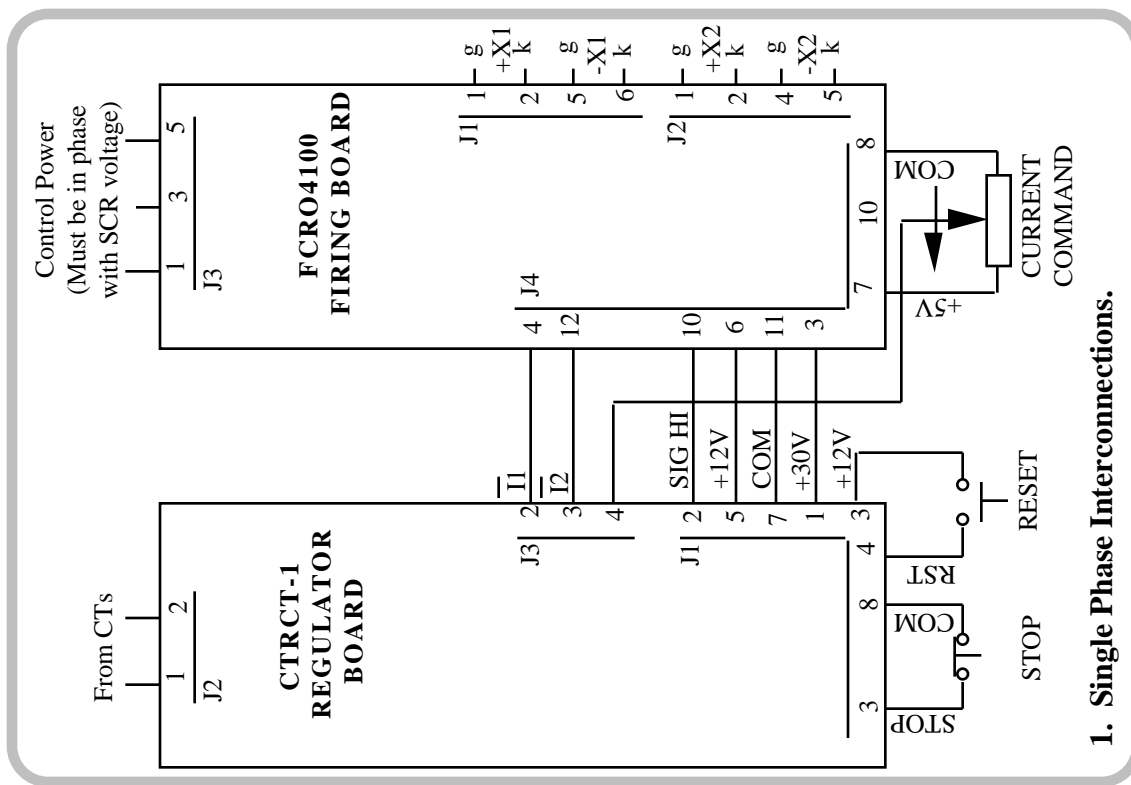 From CTs
1 2
J2
CTRCT-1
REGULATOR
BOARD
J3
2 I1
3 I2
4
J1
2 SIG HI
5 +12V
7 COM
1 +30V
3 +12V
3 8 4
STOP COM RST
STOP
RESET
Control Power
(Must be in phase
with SCR voltage)
1 3 5
J3
FCRO4100
FIRING BOARD
J4
4
12
10
6
11
3
J1
1 g
+X1
2 k
5 g
-X1
6 k
J2
1 g
+X2
2 k
4 g
-X2
5 k
7 10 8
+5V COM
CURRENT
COMMAND
1. Single Phase Interconnections.